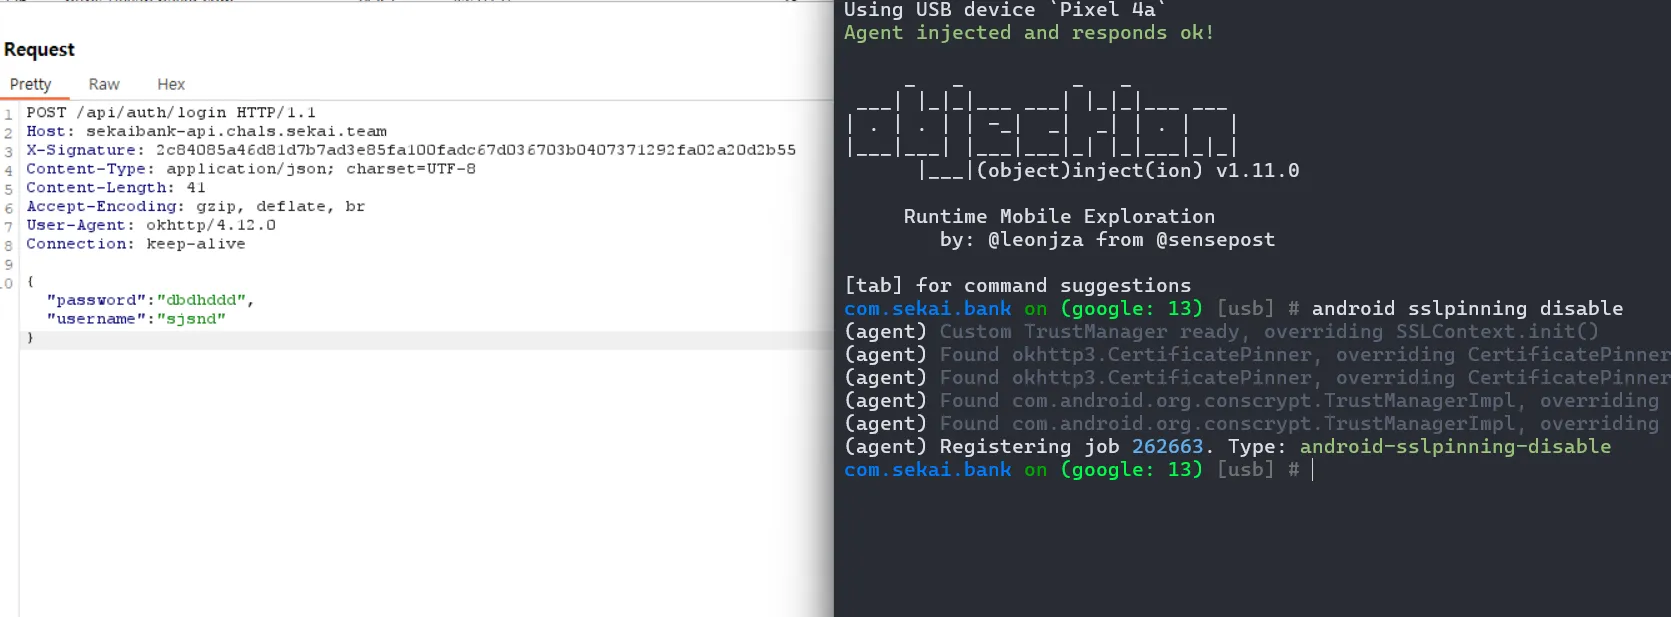 Request
Pretty Raw Hex
1 POST /api/auth/login HTTP/1.1
2 Host: sekaibank-api.chals.sekai.team
3 X-Signature: 2c84085a46d81d7b7ad3e85fa100fadc67d036703b0407371292fa02a20d2b55
4 Content-Type: application/json; charset=UTF-8
5 Content-Length: 41
6 Accept-Encoding: gzip, deflate, br
7 User-Agent: okhttp/4.12.0
8 Connection: keep-alive
9
10 {
"password":"dbdhddd",
"username":"sjsnd"
}
Using USB device `Pixel 4a`
Agent injected and responds ok!
objection
(object)inject(ion) v1.11.0
Runtime Mobile Exploration
by: @leonjza from @sensepost
[tab] for command suggestions
com.sekai.bank on (google: 13) [usb] # android sslpinning disable
(agent) Custom TrustManager ready, overriding SSLContext.init()
(agent) Found okhttp3.CertificatePinner, overriding CertificatePinner
(agent) Found okhttp3.CertificatePinner, overriding CertificatePinner
(agent) Found com.android.org.conscrypt.TrustManagerImpl, overriding
(agent) Found com.android.org.conscrypt.TrustManagerImpl, overriding
(agent) Registering job 262663. Type: android-sslpinning-disable
com.sekai.bank on (google: 13) [usb] #